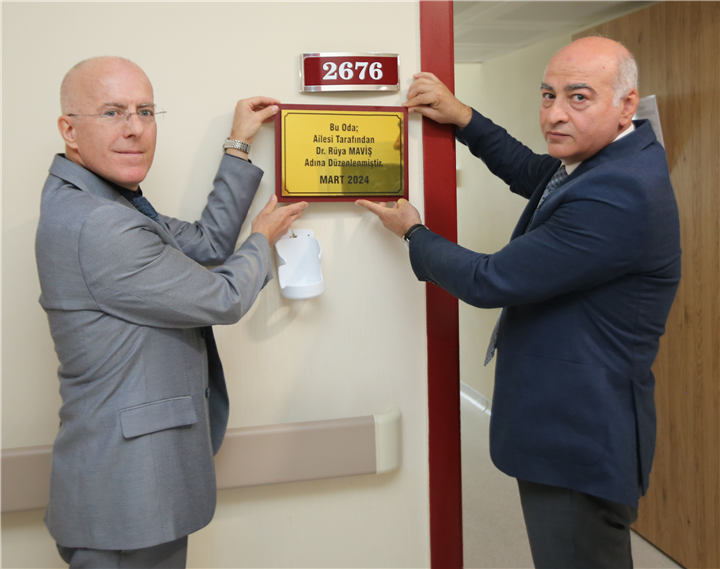 2676
Bu Oda;
Ailesi Tarafından
Dr. Rüya MAVİŞ
Adına Düzenlenmiştir.
MART 2024